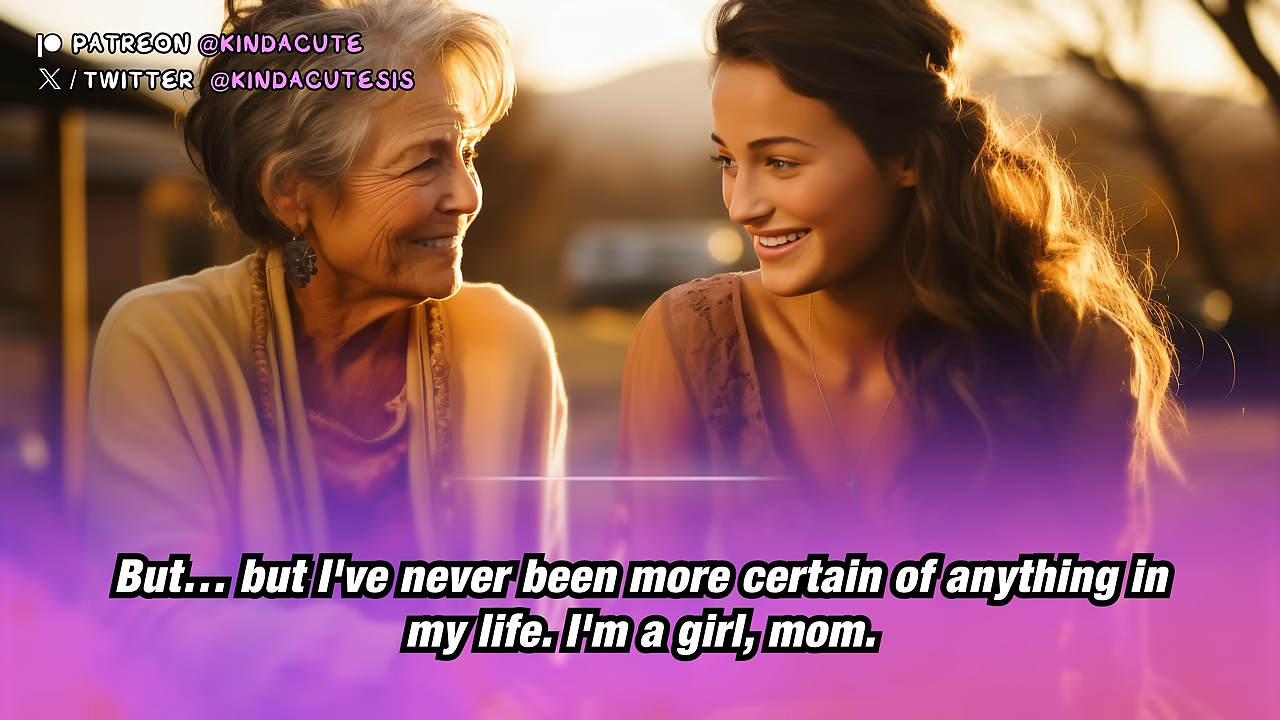 PATREON @KINDACUTE
X / TWITTER @KINDACUTESIS
But... but I've never been more certain of anything in
my life. I'm a girl, mom.